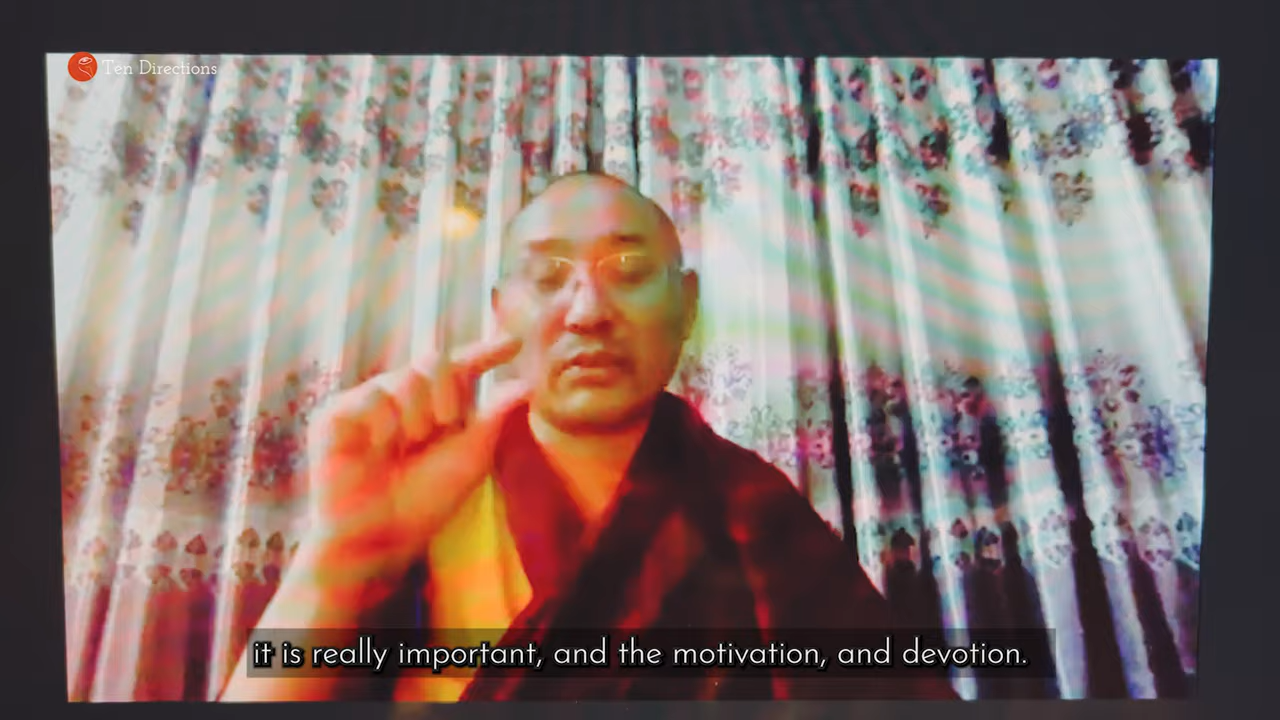 Ten Directions
it is really important, and the motivation, and devotion.